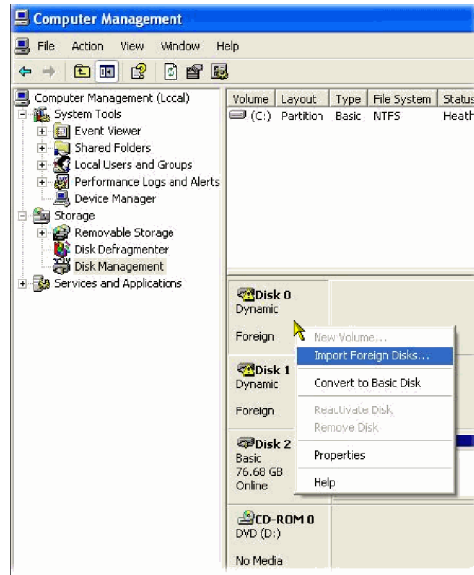 Computer Management
File Action View Window Help
Computer Management (Local)
System Tools
Event Viewer
Shared Folders
Local Users and Groups
Performance Logs and Alerts
Device Manager
Storage
Removable Storage
Disk Defragmenter
Disk Management
Services and Applications
Volume Layout Type File System Status
(C:) Partition Basic NTFS Health
Disk 0
Dynamic
Foreign
Disk 1
Dynamic
Foreign
Disk 2
Basic
76.68 GB
Online
CD-ROM 0
DVD (D:)
No Media
New Volume...
Import Foreign Disks...
Convert to Basic Disk
Reactivate Disk
Remove Disk
Properties
Help